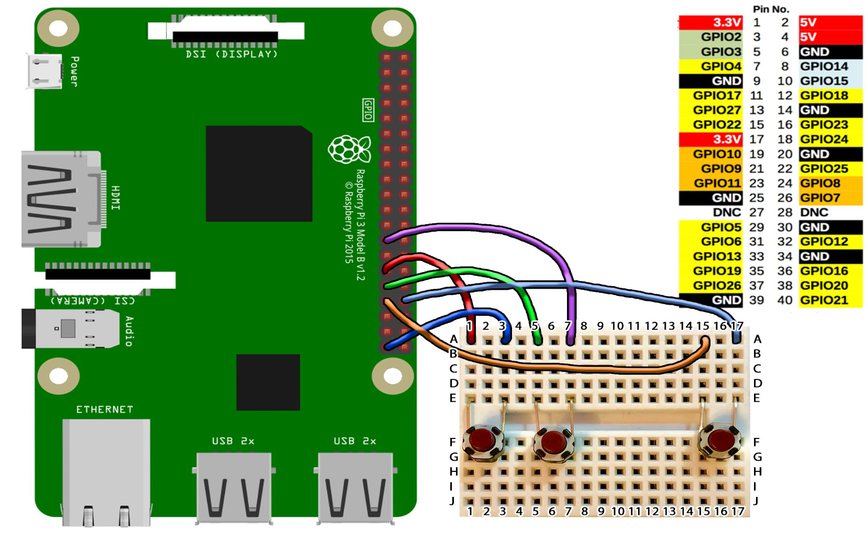 DSI (DISPLAY)
Power
GPIO
HDMI
Raspberry Pi 3 Model B v1.2
© Raspberry Pi 2015
CSI (CAMERA)
Audio
ETHERNET
USB 2x
USB 2x
Pin No.
3.3V 1 2 5V
GPIO2 3 4 5V
GPIO3 5 6 GND
GPIO4 7 8 GPIO14
GND 9 10 GPIO15
GPIO17 11 12 GPIO18
GPIO27 13 14 GND
GPIO22 15 16 GPIO23
3.3V 17 18 GPIO24
GPIO10 19 20 GND
GPIO9 21 22 GPIO25
GPIO11 23 24 GPIO8
GND 25 26 GPIO7
DNC 27 28 DNC
GPIO5 29 30 GND
GPIO6 31 32 GPIO12
GPIO13 33 34 GND
GPIO19 35 36 GPIO16
GPIO26 37 38 GPIO20
GND 39 40 GPIO21
1 2 3 4 5 6 7 8 9 10 11 12 13 14 15 16 17
A A
B B
C C
D D
E E
F F
G G
H H
I I
J J
1 2 3 4 5 6 7 8 9 10 11 12 13 14 15 16 17